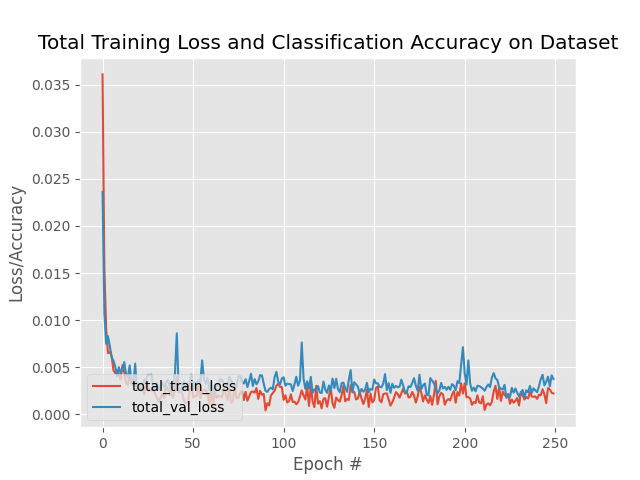 Total Training Loss and Classification Accuracy on Dataset
Loss/Accuracy
0.035
0.030
0.025
0.020
0.015
0.010
0.005
0.000
total_train_loss
total_val_loss
0 50 100 150 200 250
Epoch #